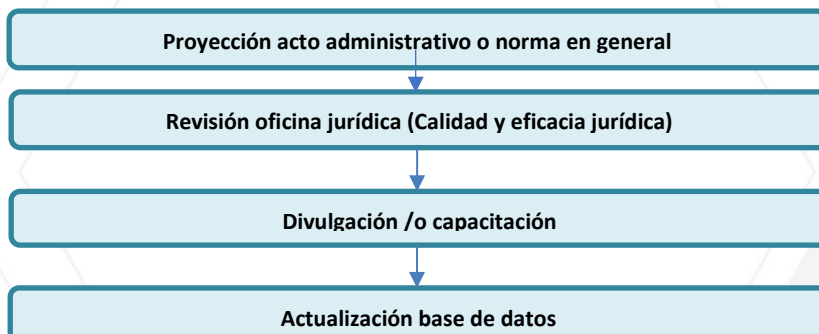 Proyección acto administrativo o norma en general
Revisión oficina jurídica (Calidad y eficacia jurídica)
Divulgación /o capacitación
Actualización base de datos